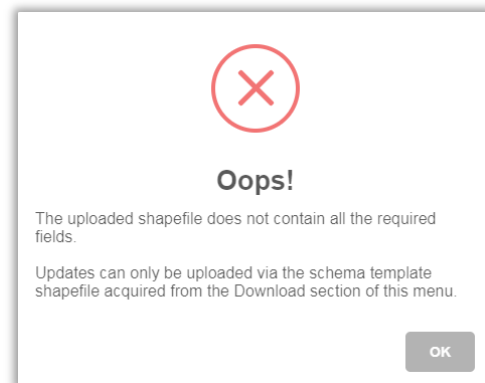 Oops!
The uploaded shapefile does not contain all the required
fields.
Updates can only be uploaded via the schema template
shapefile acquired from the Download section of this menu.
OK